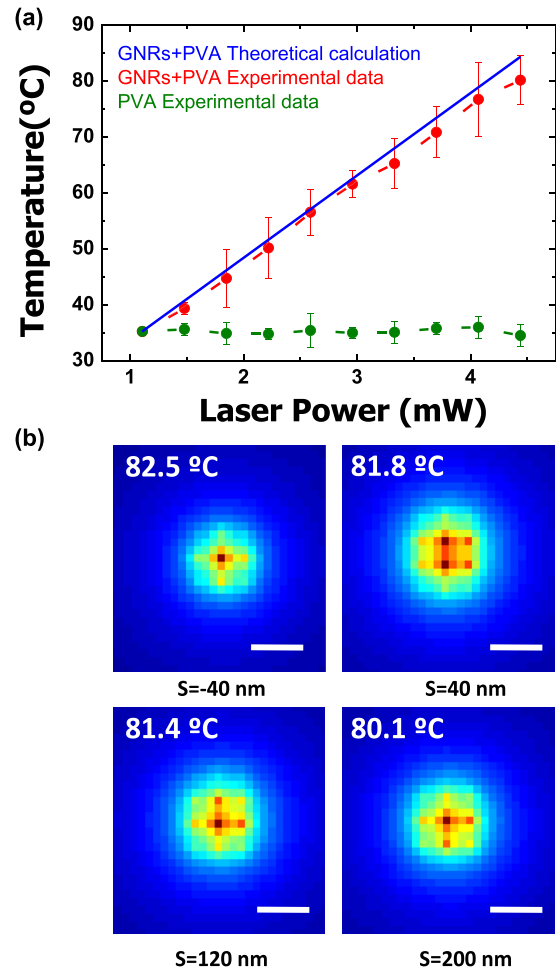 (a)
GNRs+PVA Theoretical calculation
GNRs+PVA Experimental data
PVA Experimental data
Temperature(ºC)
90
80
70
60
50
40
30
1
2
3
4
Laser Power (mW)
(b)
82.5 ºC
81.8 ºC
S=-40 nm
S=40 nm
81.4 ºC
80.1 ºC
S=120 nm
S=200 nm